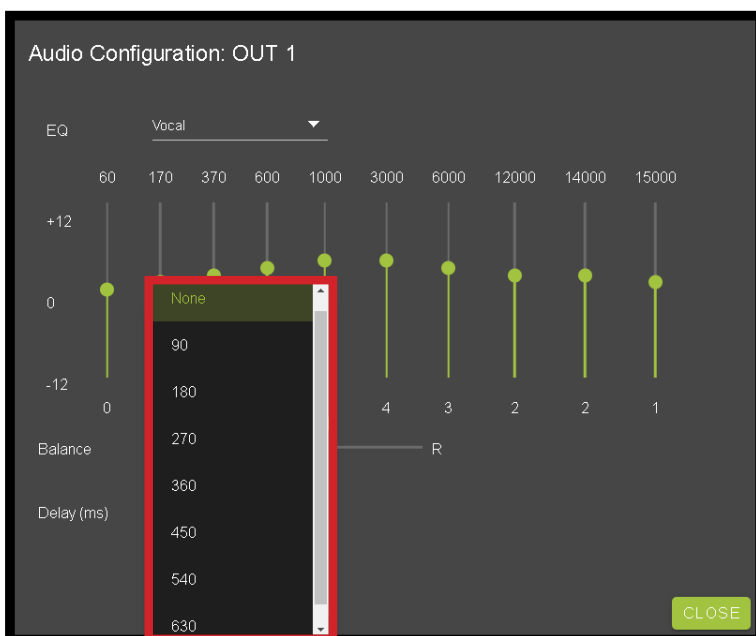 Audio Configuration: OUT 1
EQ Vocal
60 170 370 600 1000 3000 6000 12000 14000 15000
+12
0
-12
0 4 3 2 2 1
Balance R
Delay (ms)
None
90
180
270
360
450
540
630
CLOSE